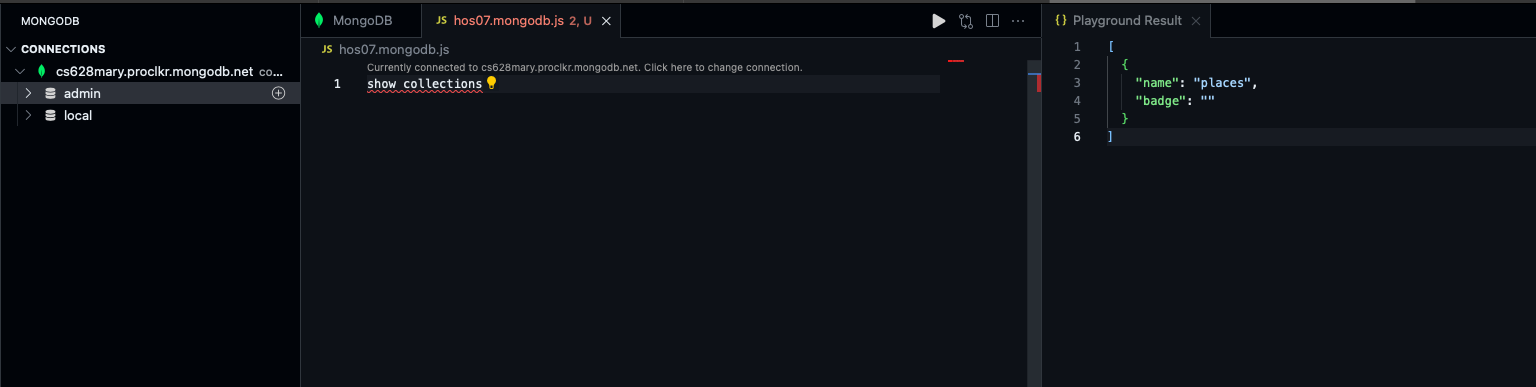 MONGODB
CONNECTIONS
cs628mary.proclkr.mongodb.net co...
admin
local
MongoDB
JS hos07.mongodb.js 2, U
JS hos07.mongodb.js
Currently connected to cs628mary.proclkr.mongodb.net. Click here to change connection.
1 show collections
{} Playground Result
1 [
2 {
3 "name": "places",
4 "badge": ""
5 }
6 ]